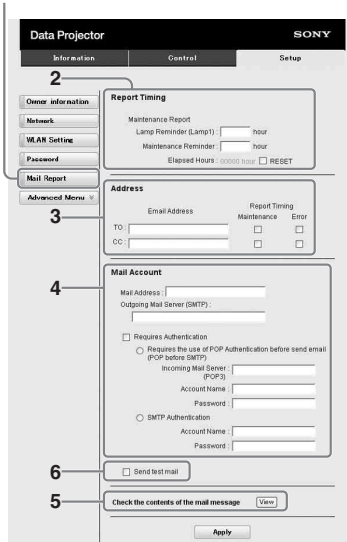 Data Projector SONY
Information Control Setup
2
Owner information
Network
WLAN Setting
Password
Mail Report
Advanced Menu
Report Timing
Maintenance Report
Lamp Reminder (Lamp1) : hour
Maintenance Reminder : hour
Elapsed Hours : 00000 hour RESET
3
Address
Email Address Report Timing
Maintenance Error
TO :
CC :
4
Mail Account
Mail Address :
Outgoing Mail Server (SMTP) :
Requires Authentication
Requires the use of POP Authentication before send email
(POP before SMTP)
Incoming Mail Server :
(POP3)
Account Name :
Password :
SMTP Authentication
Account Name :
Password :
6
Send test mail
5
Check the contents of the mail message View
Apply